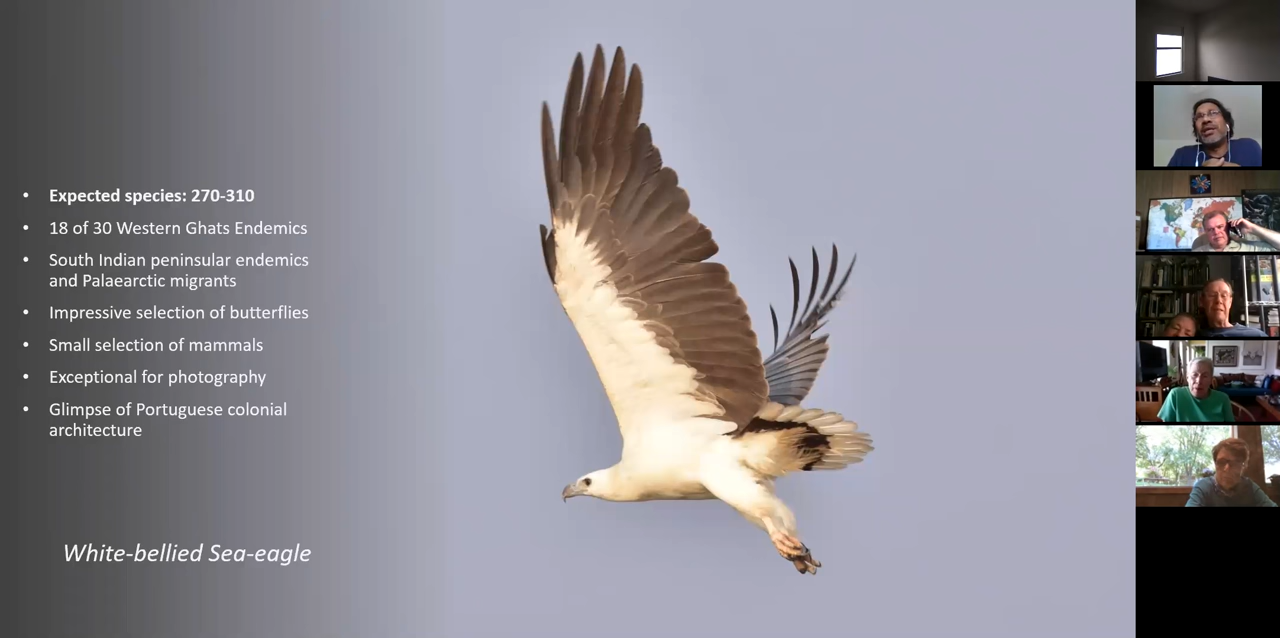 • Expected species: 270-310
• 18 of 30 Western Ghats Endemics
• South Indian peninsular endemics
and Palaearctic migrants
• Impressive selection of butterflies
• Small selection of mammals
• Exceptional for photography
• Glimpse of Portuguese colonial
architecture
White-bellied Sea-eagle